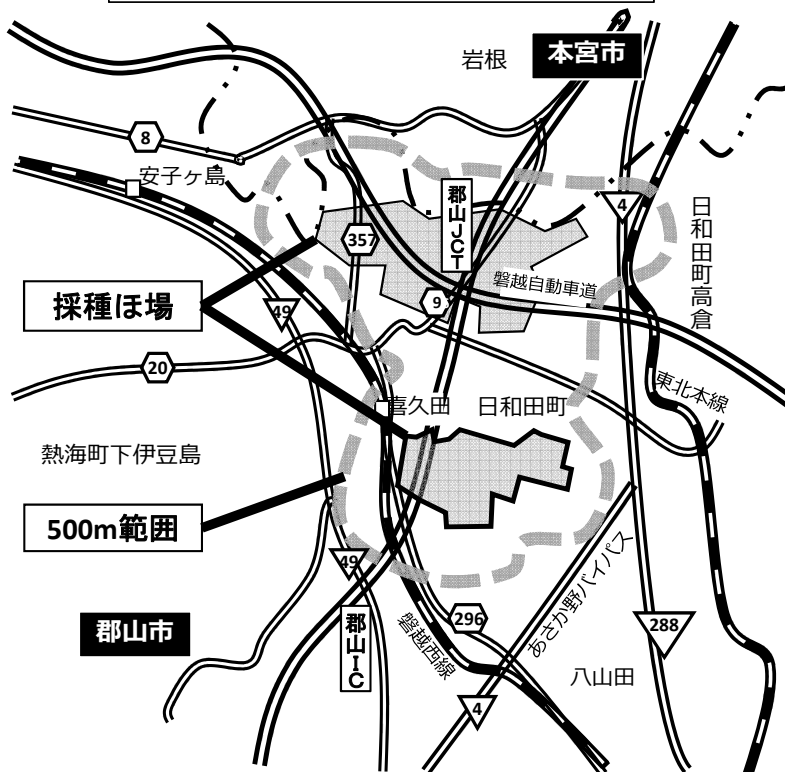 岩根
本宮市
8
安子ヶ島
4
357
郡山JCT
日和田町高倉
磐越自動車道
採種ほ場
49
9
20
東北本線
喜久田
日和田町
熱海町下伊豆島
500m範囲
49
あさか野バイパス
郡山市
郡山IC
磐越西線
296
288
八山田
4